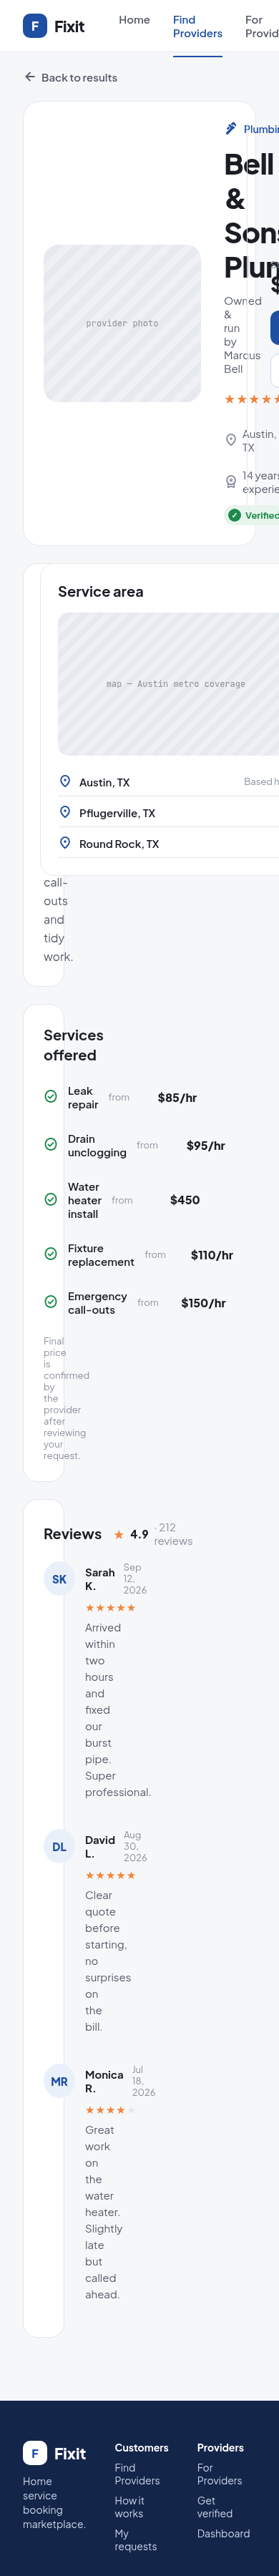 F Fixit
Home
Find
Providers
For
Provid
Back to results
Plumbin
Bell
&
Sons
Plum
provider photo
Owned
&
run
by
Marcus
Bell
★★★★★
Austin,
TX
14 years
experie
✓ Verified
Service area
map — Austin metro coverage
Austin, TX Based h
Pflugerville, TX
Round Rock, TX
call-
outs
and
tidy
work.
Services
offered
Leak
repair
from $85/hr
Drain
unclogging
from $95/hr
Water
heater
install
from $450
Fixture
replacement
from $110/hr
Emergency
call-outs
from $150/hr
Final
price
is
confirmed
by
the
provider
after
reviewing
your
request.
Reviews ★ 4.9 · 212
reviews
SK
Sarah
K.
Sep
12,
2026
★★★★★
Arrived
within
two
hours
and
fixed
our
burst
pipe.
Super
professional.
DL
David
L.
Aug
30,
2026
★★★★★
Clear
quote
before
starting,
no
surprises
on
the
bill.
MR
Monica
R.
Jul
18,
2026
★★★★★
Great
work
on
the
water
heater.
Slightly
late
but
called
ahead.
F Fixit
Home
service
booking
marketplace.
Customers
Find
Providers
How it
works
My
requests
Providers
For
Providers
Get
verified
Dashboard